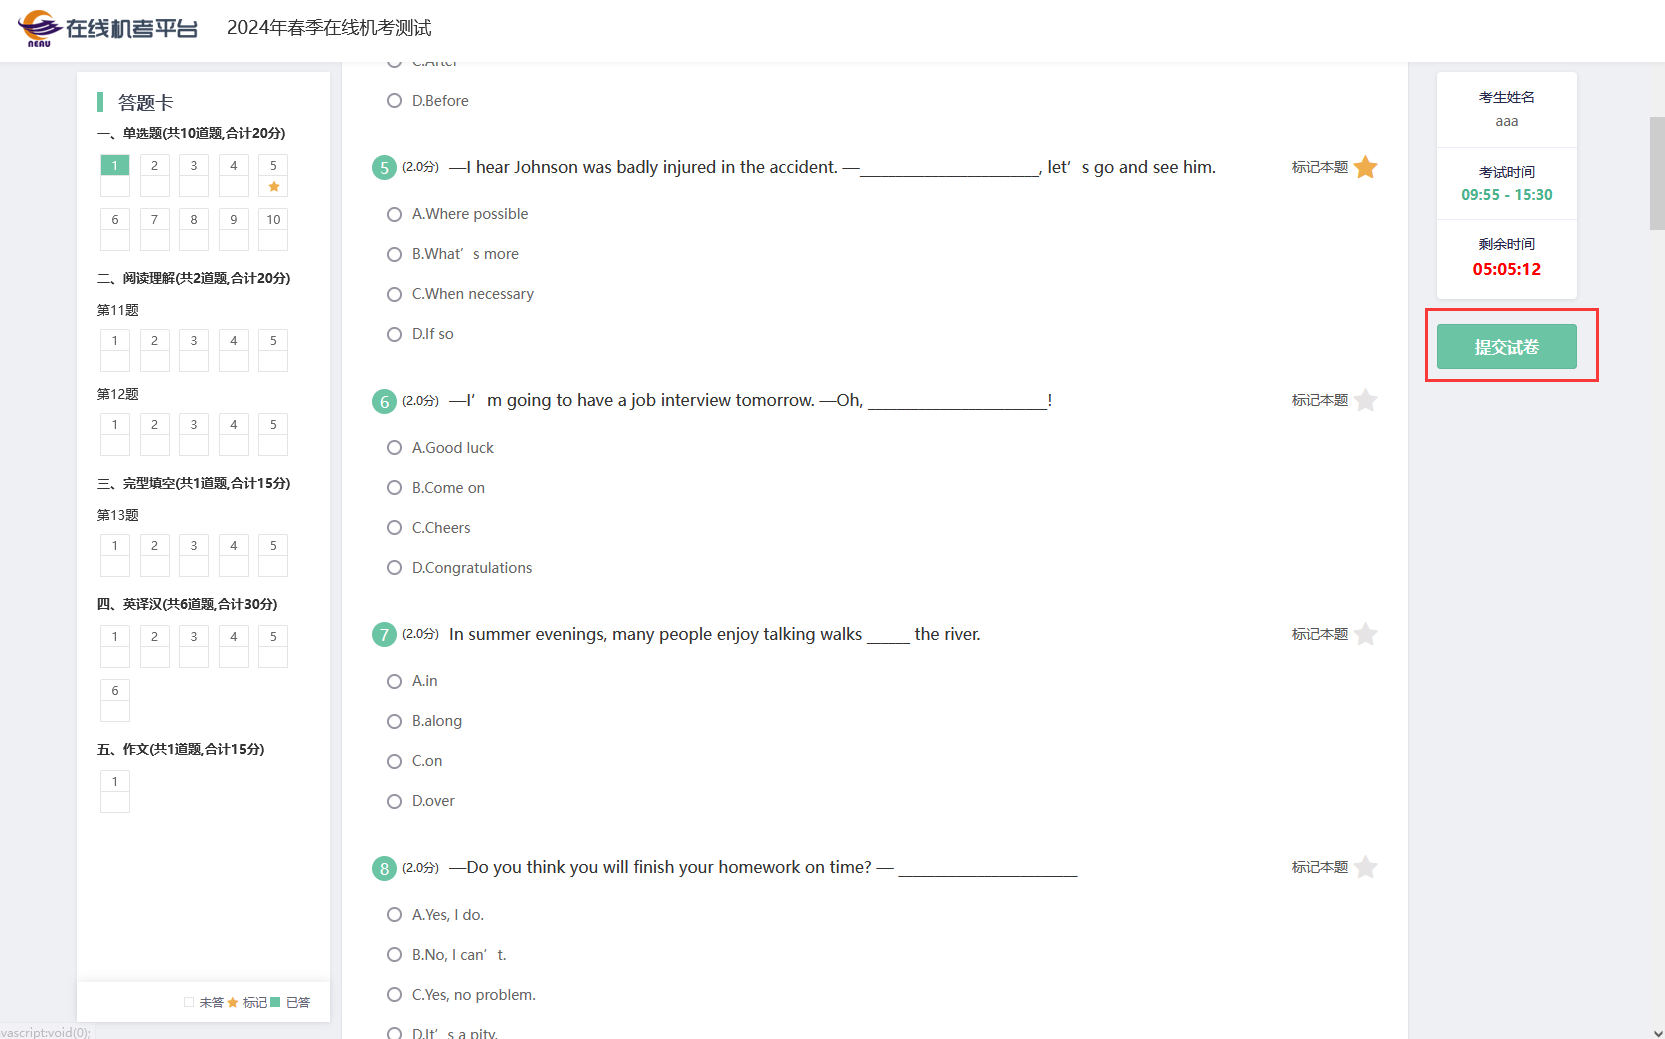 在线机考平台 2024年春季在线机考测试
NEAU
答题卡
一、单选题(共10道题,合计20分)
1 2 3 4 5
6 7 8 9 10
二、阅读理解(共2道题,合计20分)
第11题
1 2 3 4 5
第12题
1 2 3 4 5
三、完型填空(共1道题,合计15分)
第13题
1 2 3 4 5
四、英译汉(共6道题,合计30分)
1 2 3 4 5
6
五、作文(共1道题,合计15分)
1
未答 标记 已答
vascript:void(0);
C.After
D.Before
5 (2.0分) —I hear Johnson was badly injured in the accident. —____________________, let’s go and see him. 标记本题
A.Where possible
B.What’s more
C.When necessary
D.If so
6 (2.0分) —I’m going to have a job interview tomorrow. —Oh, ____________________! 标记本题
A.Good luck
B.Come on
C.Cheers
D.Congratulations
7 (2.0分) In summer evenings, many people enjoy talking walks _____ the river. 标记本题
A.in
B.along
C.on
D.over
8 (2.0分) —Do you think you will finish your homework on time? — ____________________ 标记本题
A.Yes, I do.
B.No, I can’t.
C.Yes, no problem.
D.It’s a pity.
考生姓名
aaa
考试时间
09:55 - 15:30
剩余时间
05:05:12
提交试卷